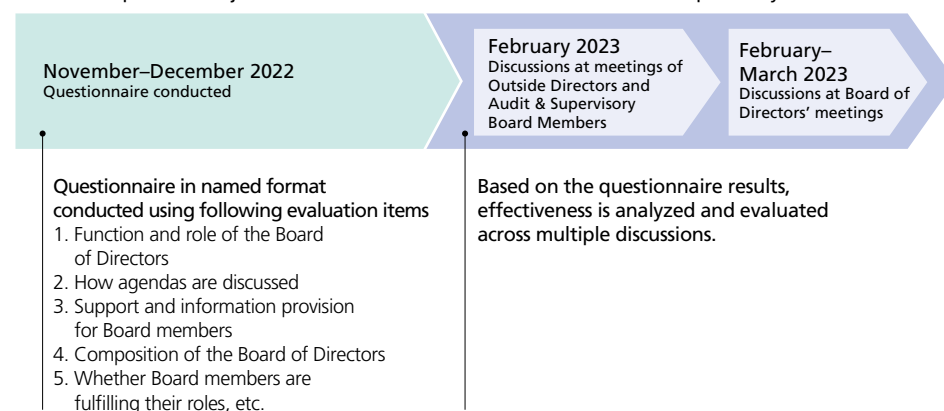 November–December 2022
Questionnaire conducted
February 2023
Discussions at meetings of
Outside Directors and
Audit & Supervisory
Board Members
February–
March 2023
Discussions at Board of
Directors’ meetings
Questionnaire in named format
conducted using following evaluation items
1. Function and role of the Board
of Directors
2. How agendas are discussed
3. Support and information provision
for Board members
4. Composition of the Board of Directors
5. Whether Board members are
fulfilling their roles, etc.
Based on the questionnaire results,
effectiveness is analyzed and evaluated
across multiple discussions.